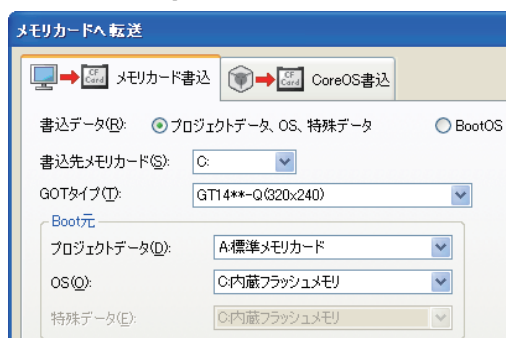 メモリカードへ転送
CF Card メモリカード書込 CF Card CoreOS書込
書込データ(R): プロジェクトデータ、OS、特殊データ BootOS
書込先メモリカード(S): C:
GOTタイプ(T): GT14**-Q(320x240)
Boot元
プロジェクトデータ(D): A:標準メモリカード
OS(O): C:内蔵フラッシュメモリ
特殊データ(E): C:内蔵フラッシュメモリ